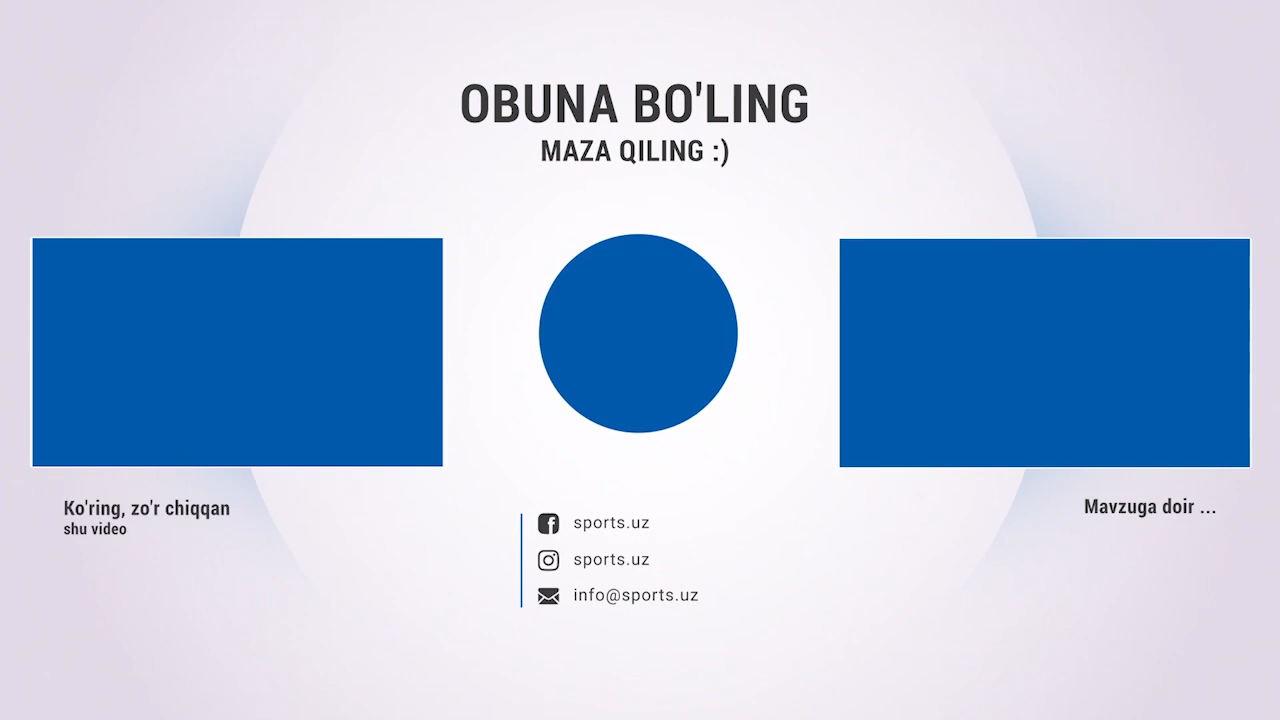 OBUNA BO'LING
MAZA QILING :)
Ko'ring, zo'r chiqqan
shu video
Mavzuga doir ...
sports.uz
sports.uz
info@sports.uz